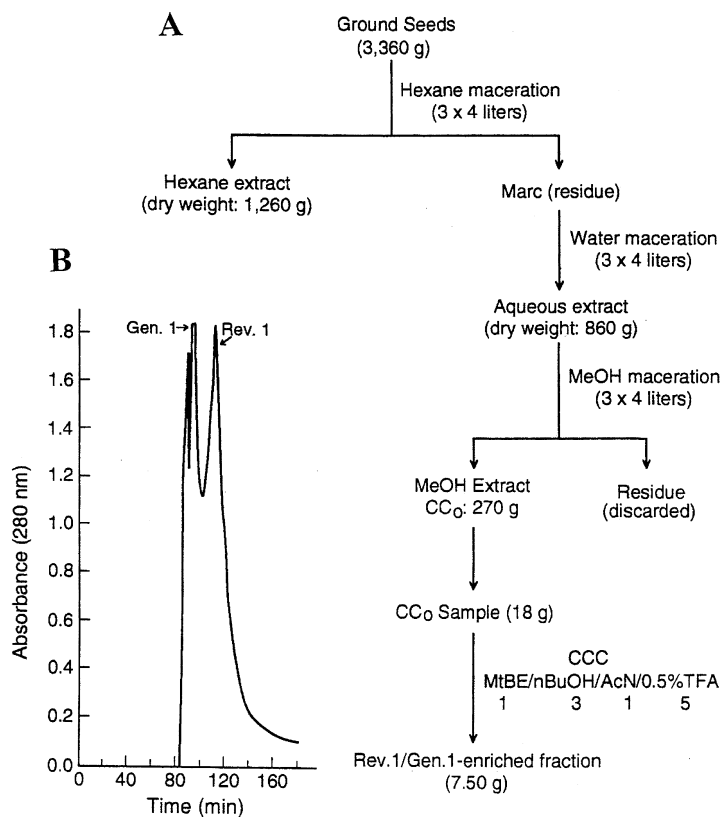 A
Ground Seeds
(3,360 g)
Hexane maceration
(3 x 4 liters)
Hexane extract
(dry weight: 1,260 g)
Marc (residue)
Water maceration
(3 x 4 liters)
Aqueous extract
(dry weight: 860 g)
MeOH maceration
(3 x 4 liters)
MeOH Extract
CC₀: 270 g
Residue
(discarded)
CC₀ Sample (18 g)
CCC
MtBE/nBuOH/AcN/0.5%TFA
1 3 1 5
Rev.1/Gen.1-enriched fraction
(7.50 g)
B
Gen. 1
Rev. 1
1.8
1.6
1.4
1.2
1.0
0.8
0.6
0.4
0.2
0.0
Absorbance (280 nm)
0 40 80 120 160
Time (min)